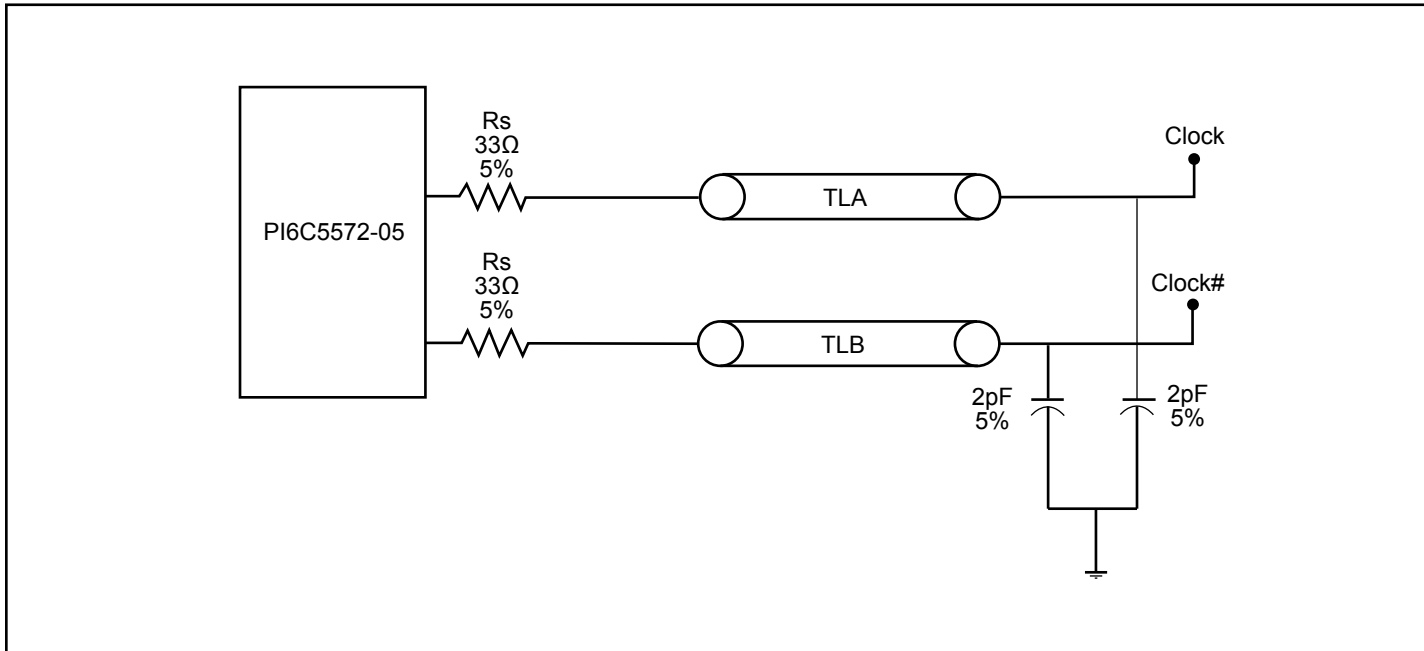 Rs
33Ω
5%
Clock
TLA
PI6C5572-05
Rs
33Ω
5%
Clock#
TLB
2pF
5%
2pF
5%